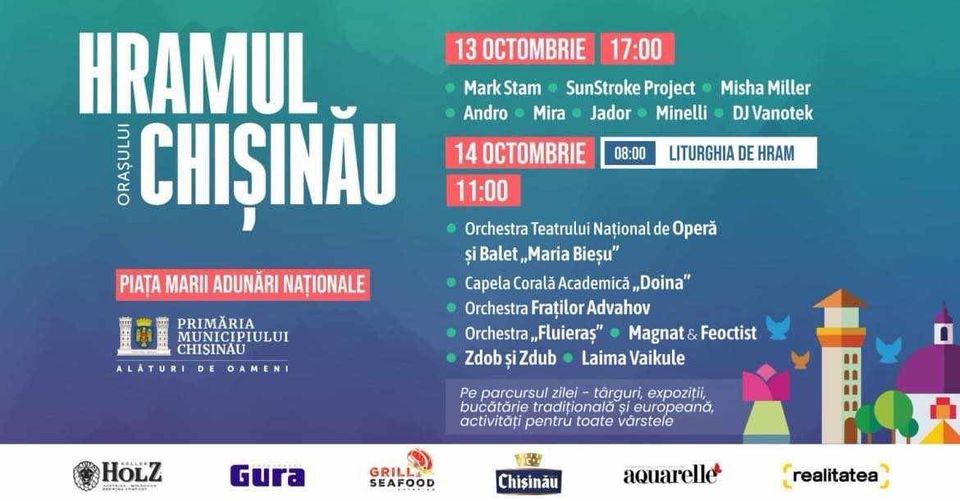 HRAMUL
ORAȘULUI
CHIȘINĂU
PIAȚA MARII ADUNĂRI NAȚIONALE
PRIMĂRIA
MUNICIPIULUI
CHIȘINĂU
ALĂTURI DE OAMENI
13 OCTOMBRIE 17:00
Mark Stam SunStroke Project Misha Miller
Andro Mira Jador Minelli DJ Vanotek
14 OCTOMBRIE 08:00 LITURGHIA DE HRAM
11:00
Orchestra Teatrului Național de Operă
și Balet „Maria Bieșu”
Capela Corală Academică „Doina”
Orchestra Fraților Advahov
Orchestra „Fluieraș” Magnat & Feoctist
Zdob și Zdub Laima Vaikule
Pe parcursul zilei - târguri, expoziții,
bucătărie tradițională și europeană,
activități pentru toate vârstele
HOLZ
Gura
GRILL
SEAFOOD
Chișinău
aquarelle
realitatea